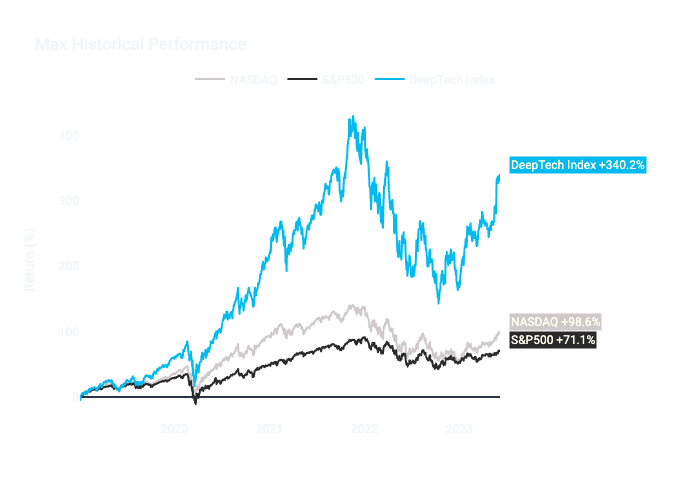 Max Historical Performance
NASDAQ S&P500 DeepTech Index
400
300
200
100
Return (%)
DeepTech Index +340.2%
NASDAQ +98.6%
S&P500 +71.1%
2020 2021 2022 2023